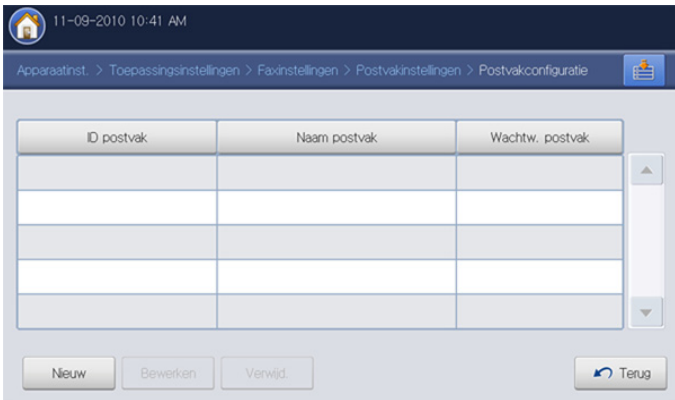 11-09-2010 10:41 AM
Apparaatinst. > Toepassingsinstellingen > Faxinstellingen > Postvakinstellingen > Postvakconfiguratie
ID postvak Naam postvak Wachtw. postvak
Nieuw Bewerken Verwijd. Terug